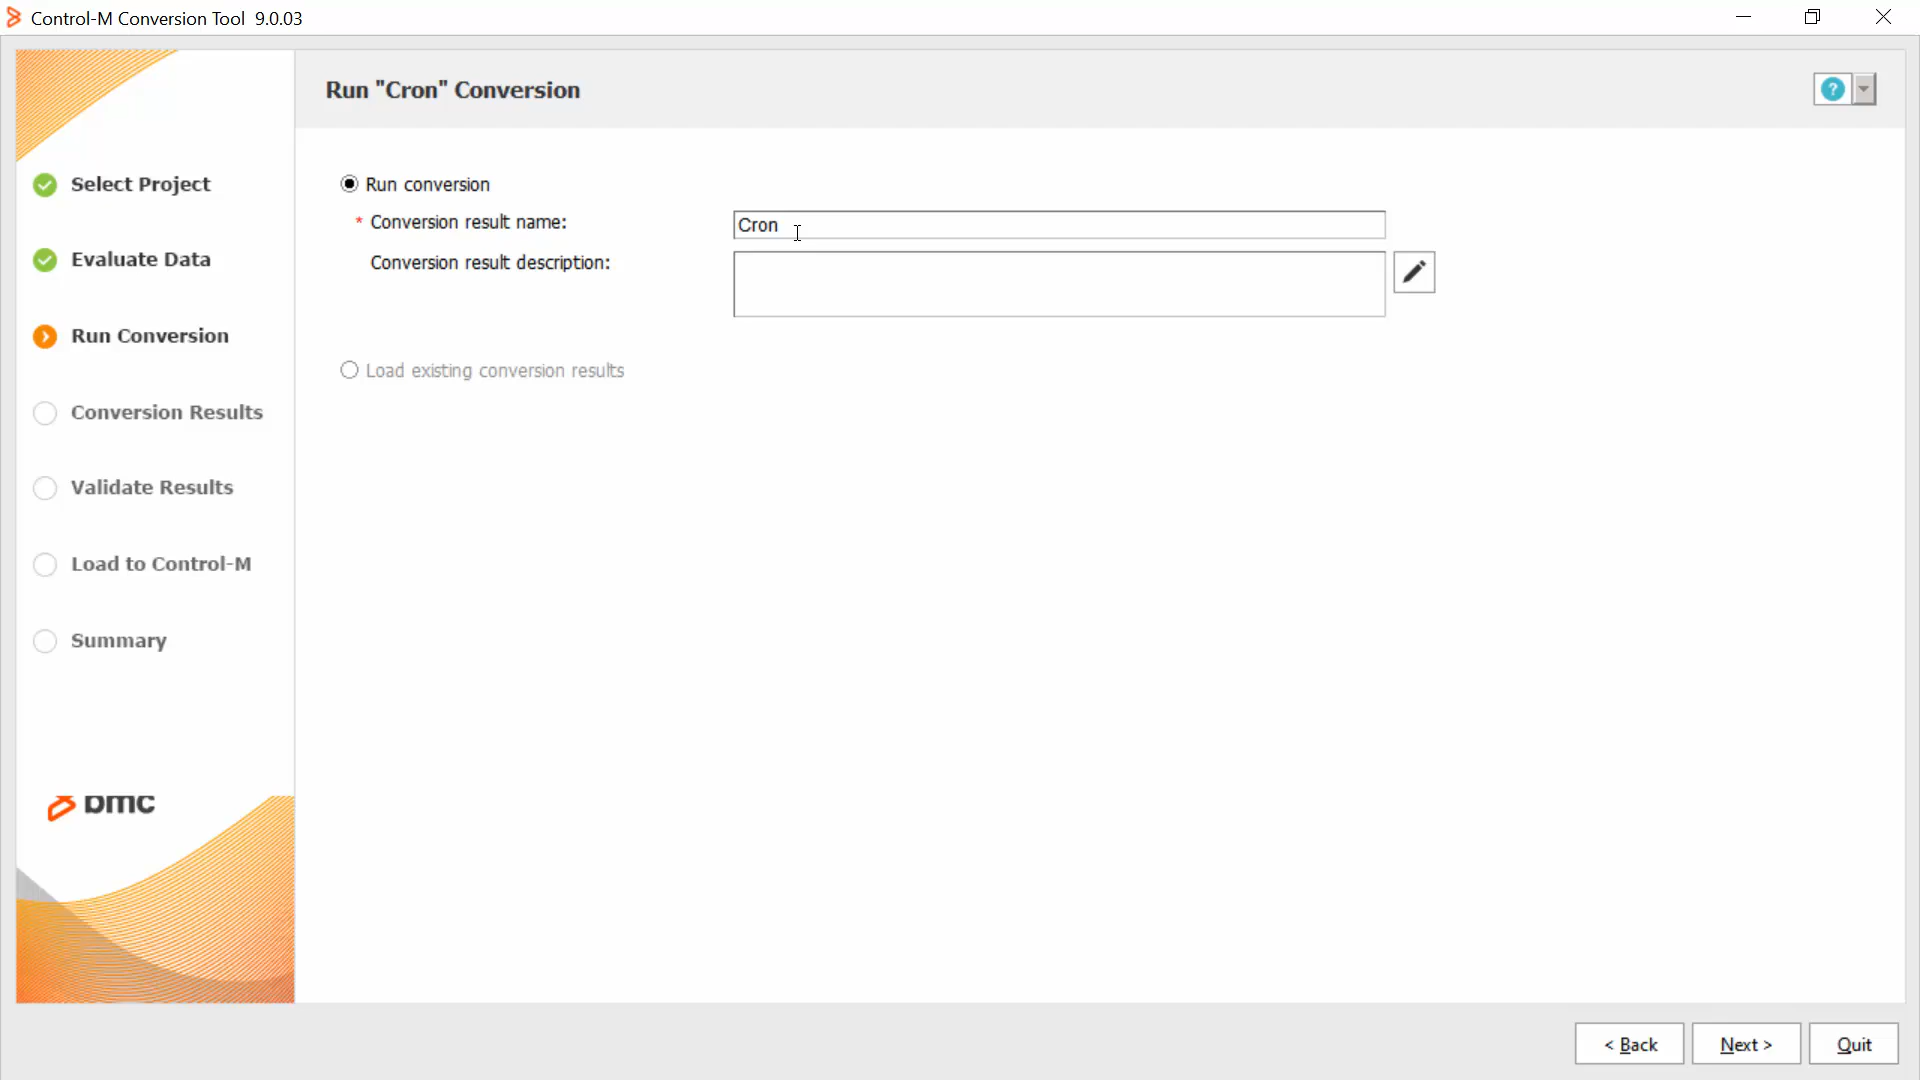 Control-M Conversion Tool 9.0.03
Run "Cron" Conversion
?
Select Project
Evaluate Data
Run Conversion
Conversion Results
Validate Results
Load to Control-M
Summary
bmc
Run conversion
* Conversion result name:
Cron
Conversion result description:
Load existing conversion results
< Back
Next >
Quit